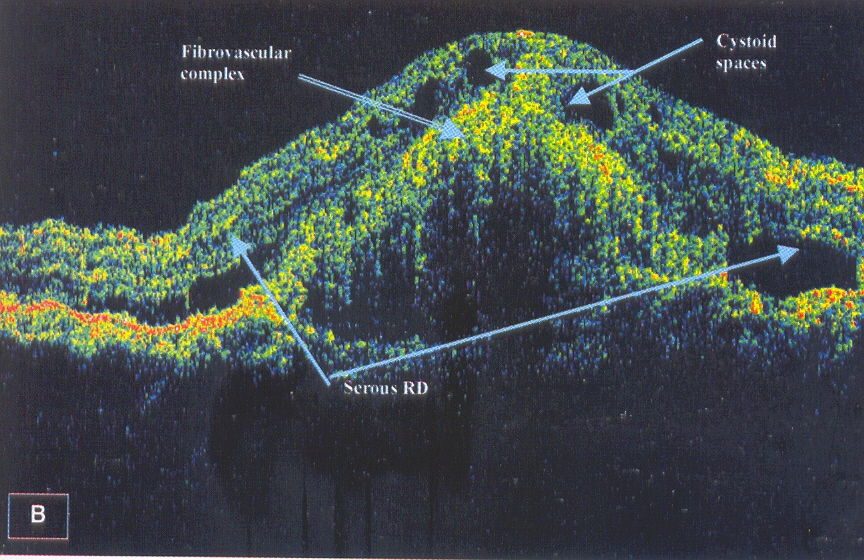 Fibrovascular
complex
Cystoid
spaces
Serous RD
B